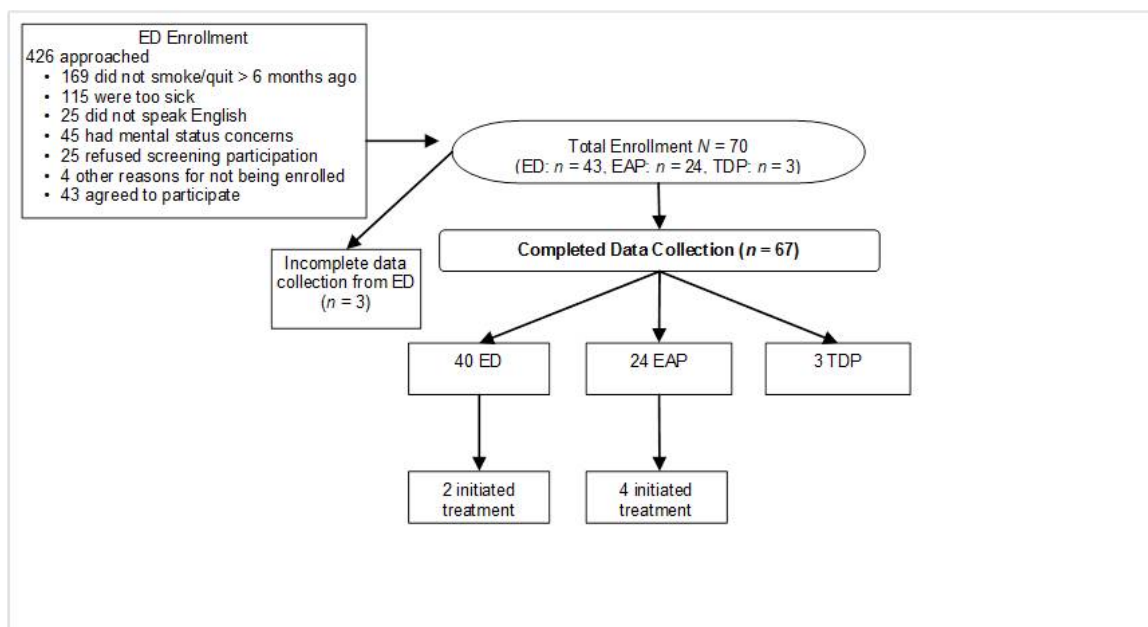 ED Enrollment
426 approached
• 169 did not smoke/quit > 6 months ago
• 115 were too sick
• 25 did not speak English
• 45 had mental status concerns
• 25 refused screening participation
• 4 other reasons for not being enrolled
• 43 agreed to participate
Total Enrollment N = 70
(ED: n = 43, EAP: n = 24, TDP: n = 3)
Incomplete data
collection from ED
(n = 3)
Completed Data Collection (n = 67)
40 ED
24 EAP
3 TDP
2 initiated
treatment
4 initiated
treatment